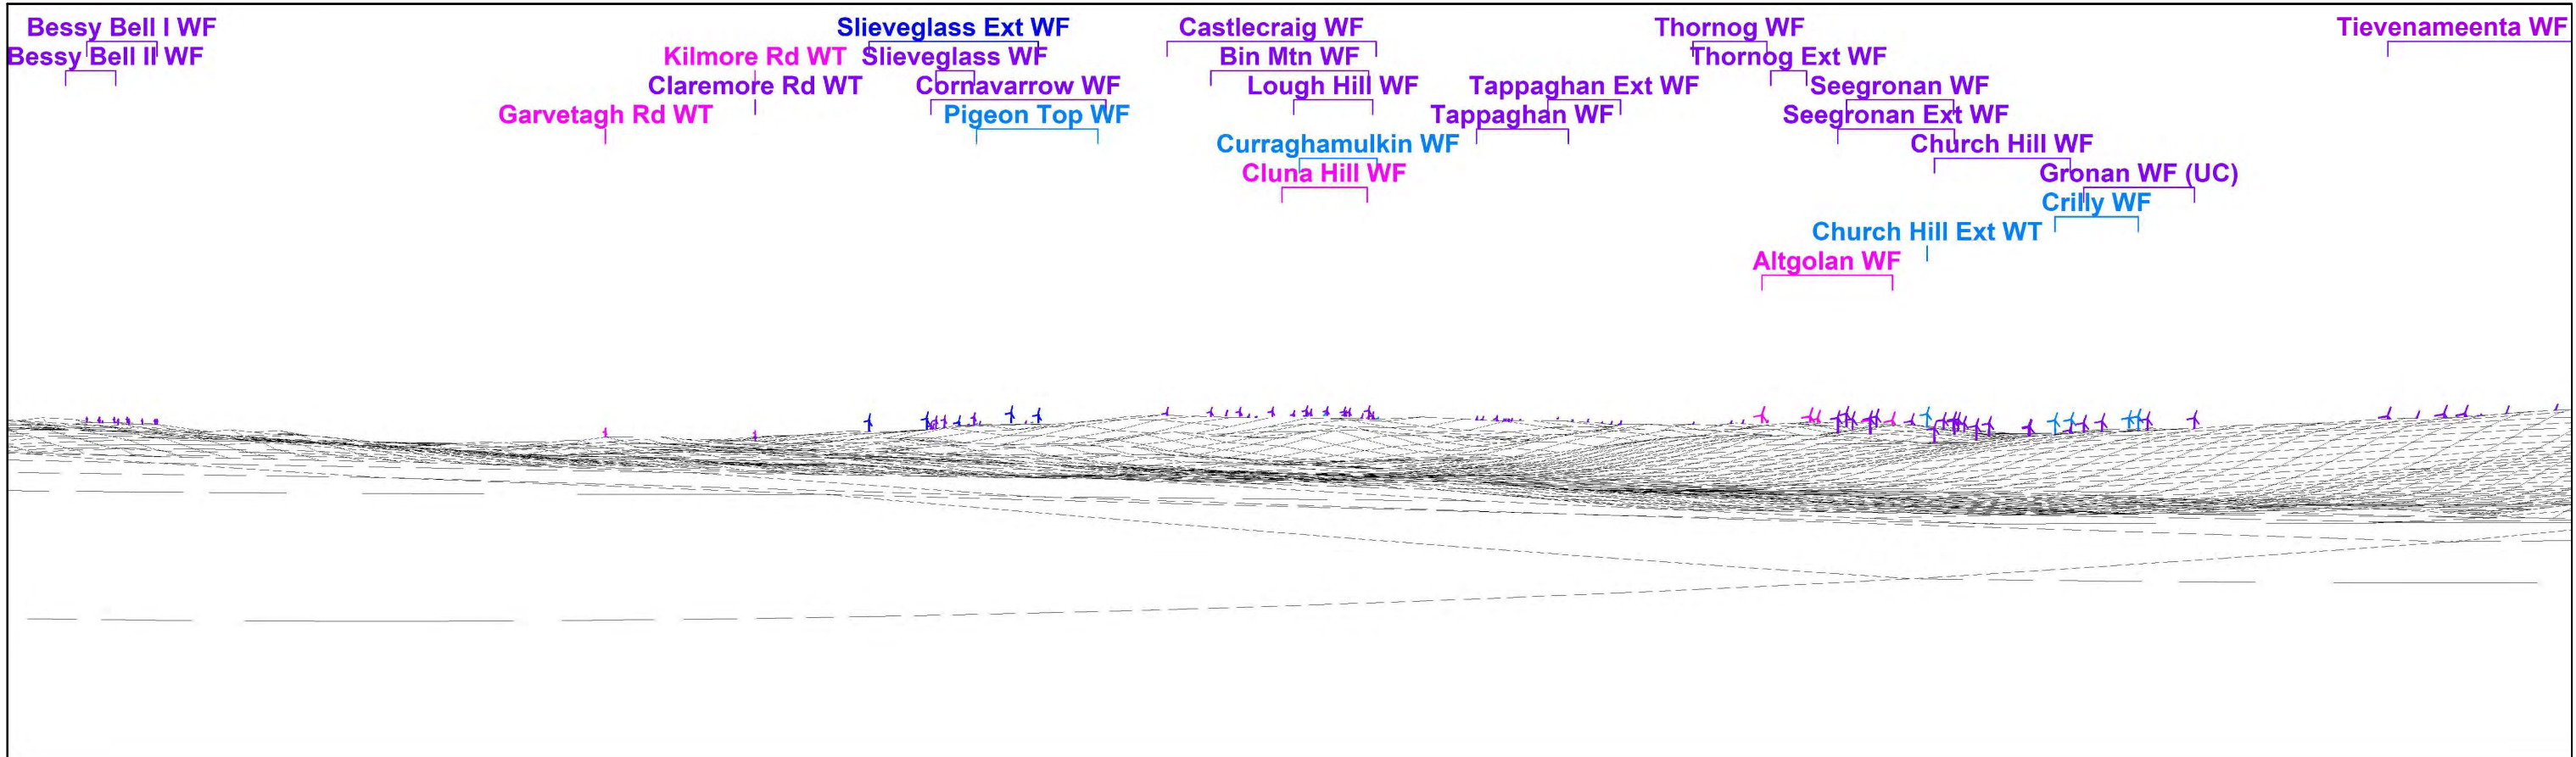 Bessy Bell I WF
Slieveglass Ext WF
Castlecraig WF
Thornog WF
Tievenameenta WF
Bessy Bell II WF
Kilmore Rd WT
Slieveglass WF
Bin Mtn WF
Thornog Ext WF
Claremore Rd WT
Cornavarrow WF
Lough Hill WF
Tappaghan Ext WF
Seegronan WF
Garvetagh Rd WT
Pigeon Top WF
Tappaghan WF
Seegronan Ext WF
Curraghamulkin WF
Church Hill WF
Cluna Hill WF
Gronan WF (UC)
Crilly WF
Church Hill Ext WT
Altgolan WF